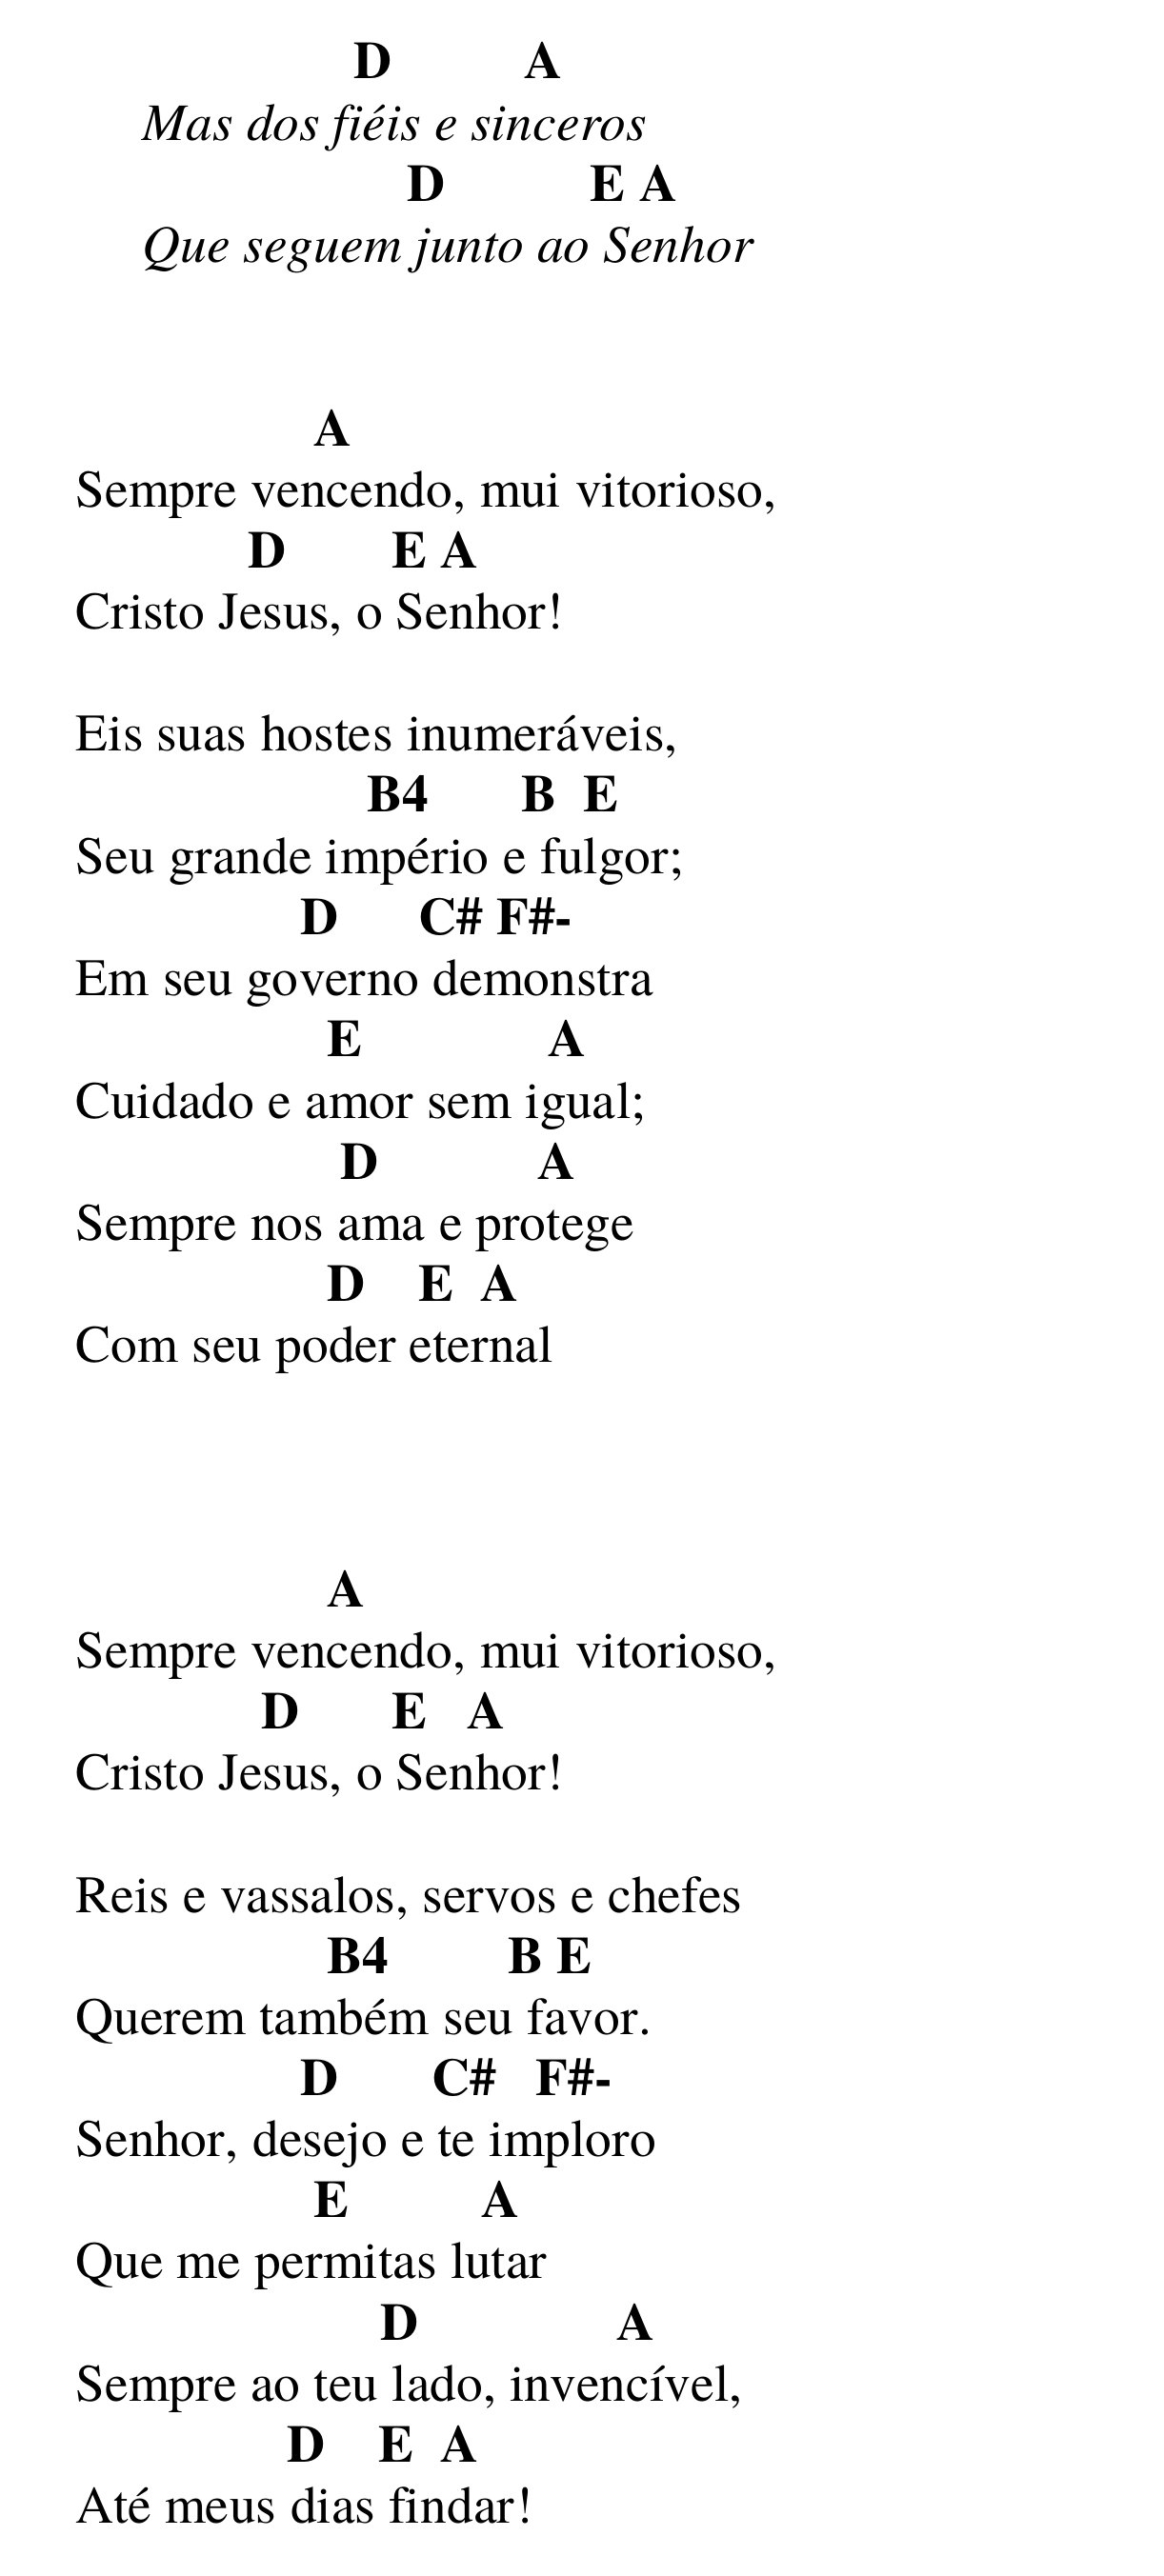 D A
Mas dos fiéis e sinceros
D E A
Que seguem junto ao Senhor
A
Sempre vencendo, mui vitorioso,
D E A
Cristo Jesus, o Senhor!
Eis suas hostes inumeráveis,
B4 B E
Seu grande império e fulgor;
D C# F#-
Em seu governo demonstra
E A
Cuidado e amor sem igual;
D A
Sempre nos ama e protege
D E A
Com seu poder eternal
A
Sempre vencendo, mui vitorioso,
D E A
Cristo Jesus, o Senhor!
Reis e vassalos, servos e chefes
B4 B E
Querem também seu favor.
D C# F#-
Senhor, desejo e te imploro
E A
Que me permitas lutar
D A
Sempre ao teu lado, invencível,
D E A
Até meus dias findar!